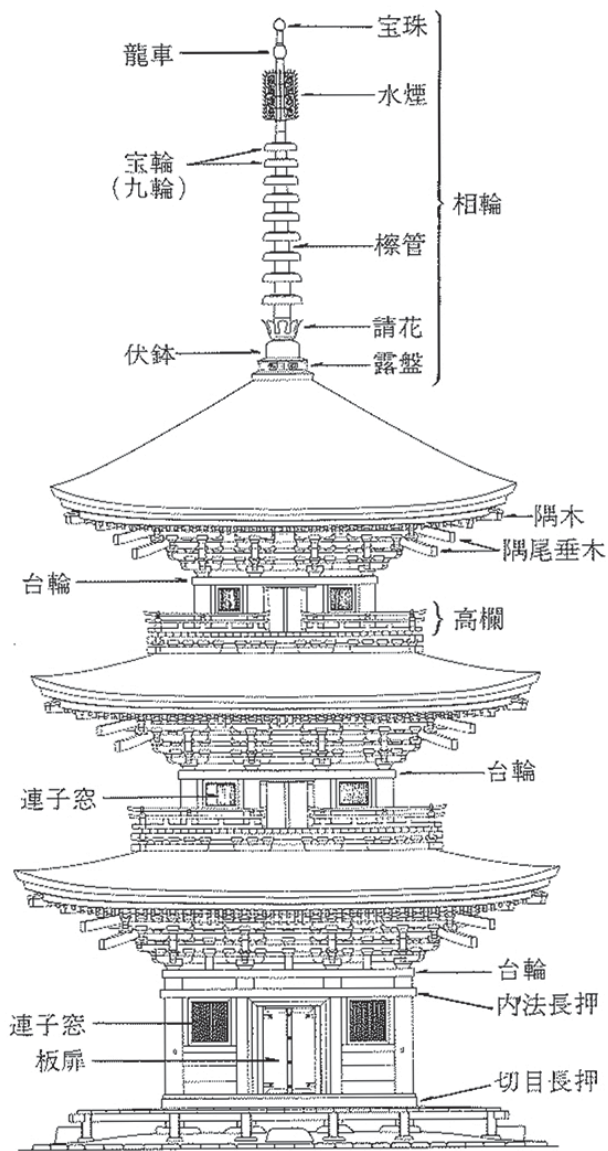 宝珠
龍車
水煙
宝輪
(九輪)
相輪
檫管
請花
伏鉢
露盤
隅木
隅尾垂木
台輪
高欄
台輪
連子窓
台輪
内法長押
連子窓
板扉
切目長押